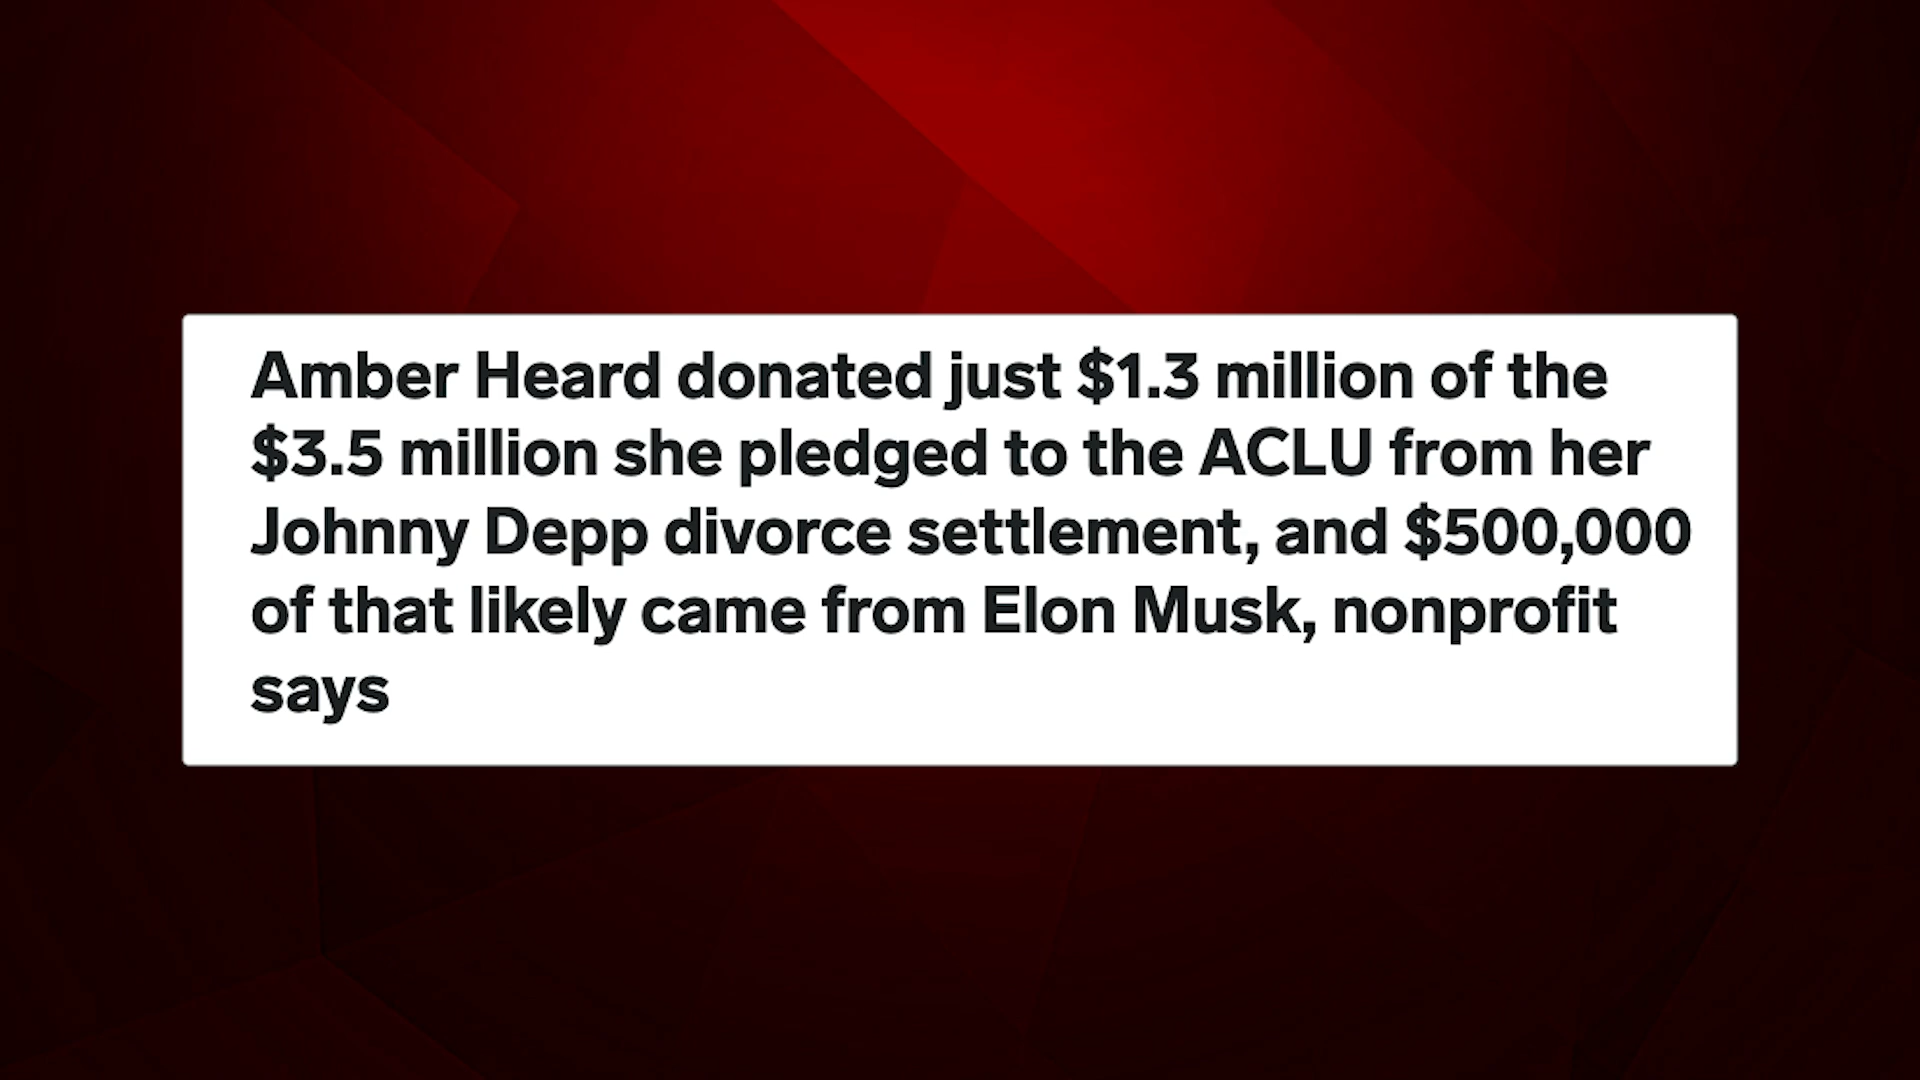 Amber Heard donated just $1.3 million of the
$3.5 million she pledged to the ACLU from her
Johnny Depp divorce settlement, and $500,000
of that likely came from Elon Musk, nonprofit
says